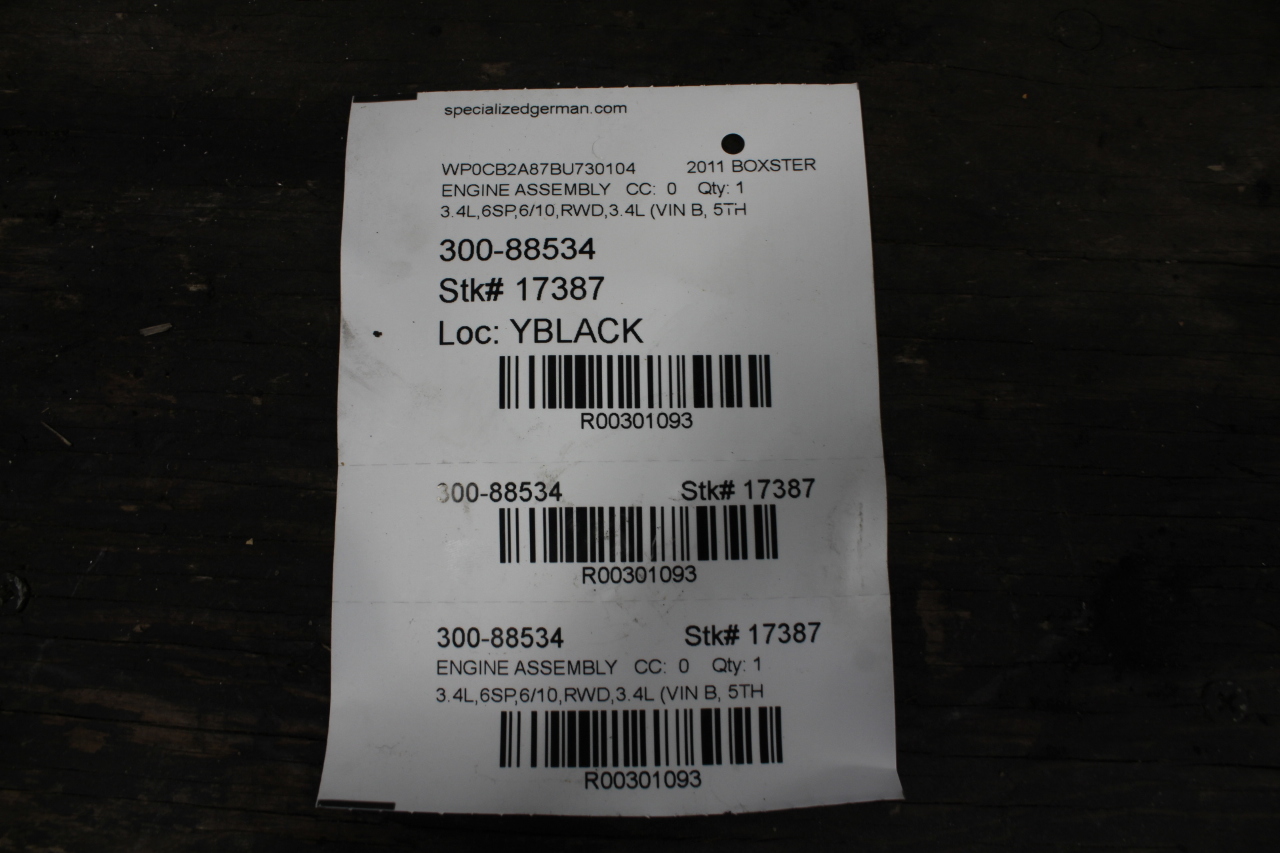 specializedgerman.com
WP0CB2A87BU730104 2011 BOXSTER
ENGINE ASSEMBLY CC: 0 Qty: 1
3.4L,6SP,6/10,RWD,3.4L (VIN B, 5TH
300-88534
Stk# 17387
Loc: YBLACK
R00301093
300-88534 Stk# 17387
R00301093
300-88534 Stk# 17387
ENGINE ASSEMBLY CC: 0 Qty: 1
3.4L,6SP,6/10,RWD,3.4L (VIN B, 5TH
R00301093